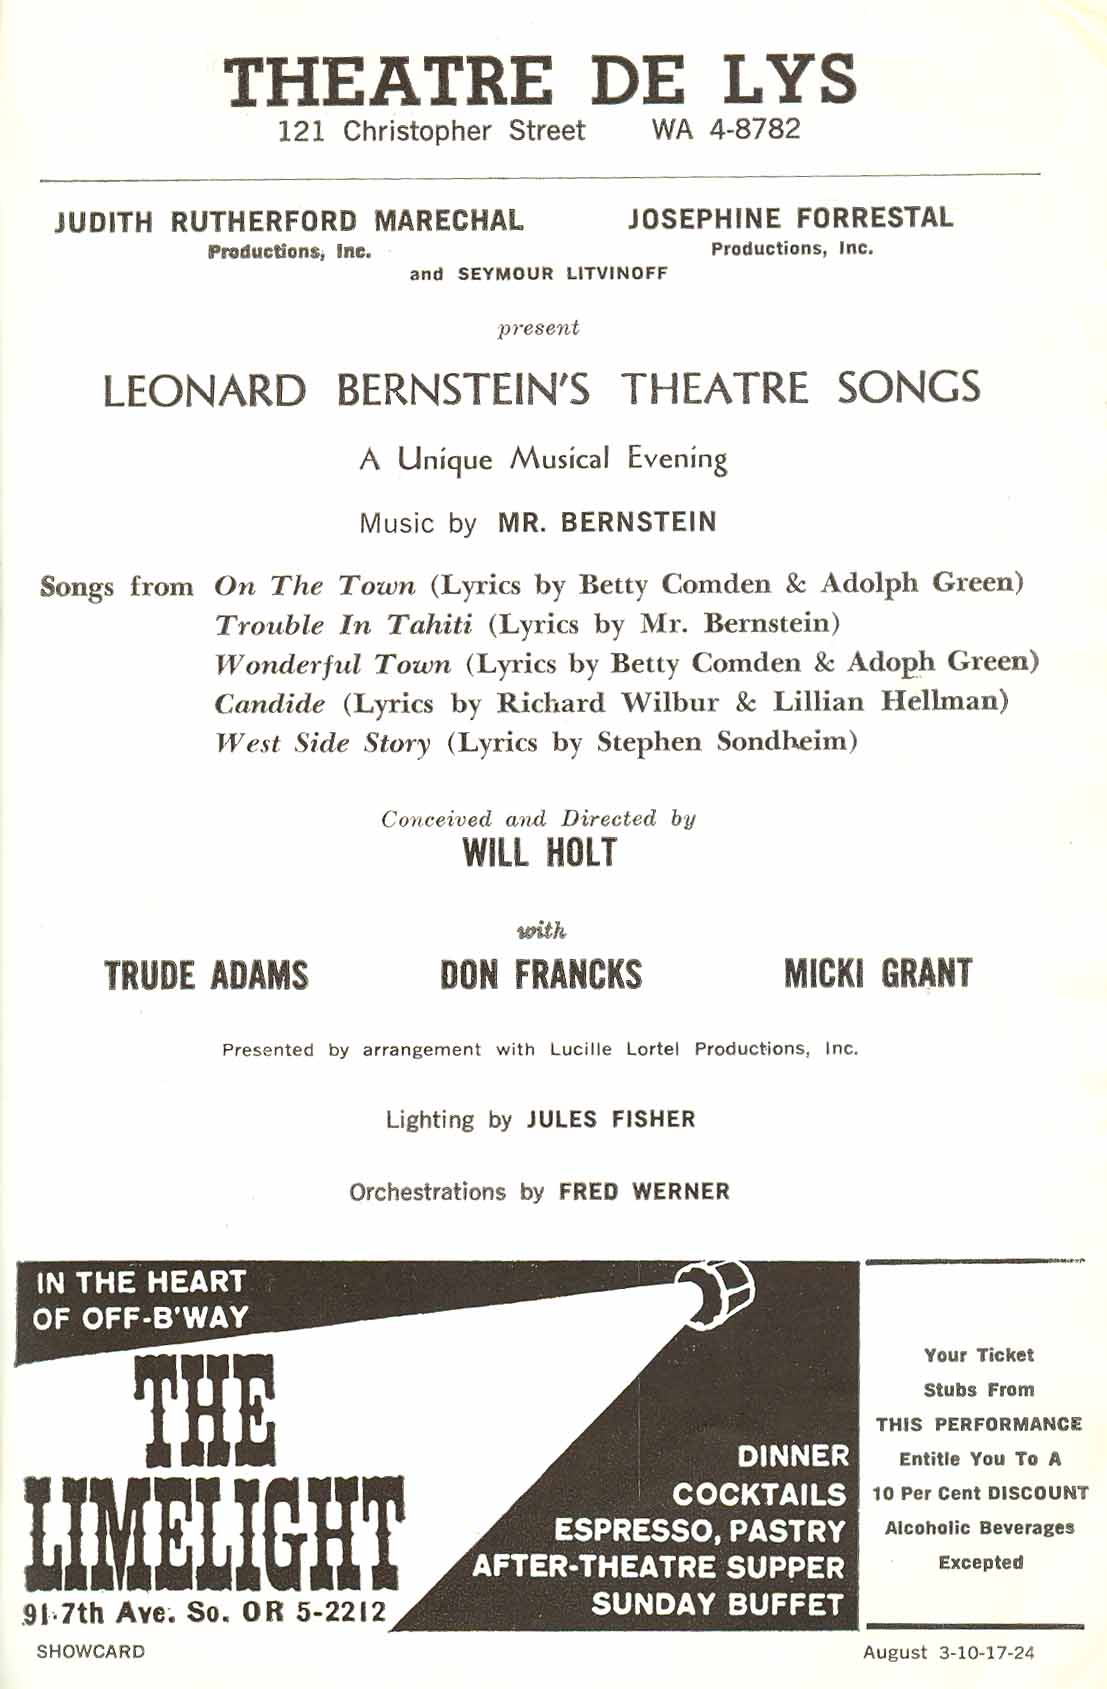 THEATRE DE LYS
121 Christopher Street WA 4-8782
JUDITH RUTHERFORD MARECHAL JOSEPHINE FORRESTAL
Productions, Inc. Productions, Inc.
and SEYMOUR LITVINOFF
present
LEONARD BERNSTEIN'S THEATRE SONGS
A Unique Musical Evening
Music by MR. BERNSTEIN
Songs from On The Town (Lyrics by Betty Comden & Adolph Green)
Trouble In Tahiti (Lyrics by Mr. Bernstein)
Wonderful Town (Lyrics by Betty Comden & Adoph Green)
Candide (Lyrics by Richard Wilbur & Lillian Hellman)
West Side Story (Lyrics by Stephen Sondheim)
Conceived and Directed by
WILL HOLT
with
TRUDE ADAMS DON FRANCKS MICKI GRANT
Presented by arrangement with Lucille Lortel Productions, Inc.
Lighting by JULES FISHER
Orchestrations by FRED WERNER
IN THE HEART
OF OFF-B'WAY
THE
LIMELIGHT
91-7th Ave. So. OR 5-2212
DINNER
COCKTAILS
ESPRESSO, PASTRY
AFTER-THEATRE SUPPER
SUNDAY BUFFET
Your Ticket
Stubs From
THIS PERFORMANCE
Entitle You To A
10 Per Cent DISCOUNT
Alcoholic Beverages
Excepted
SHOWCARD August 3-10-17-24